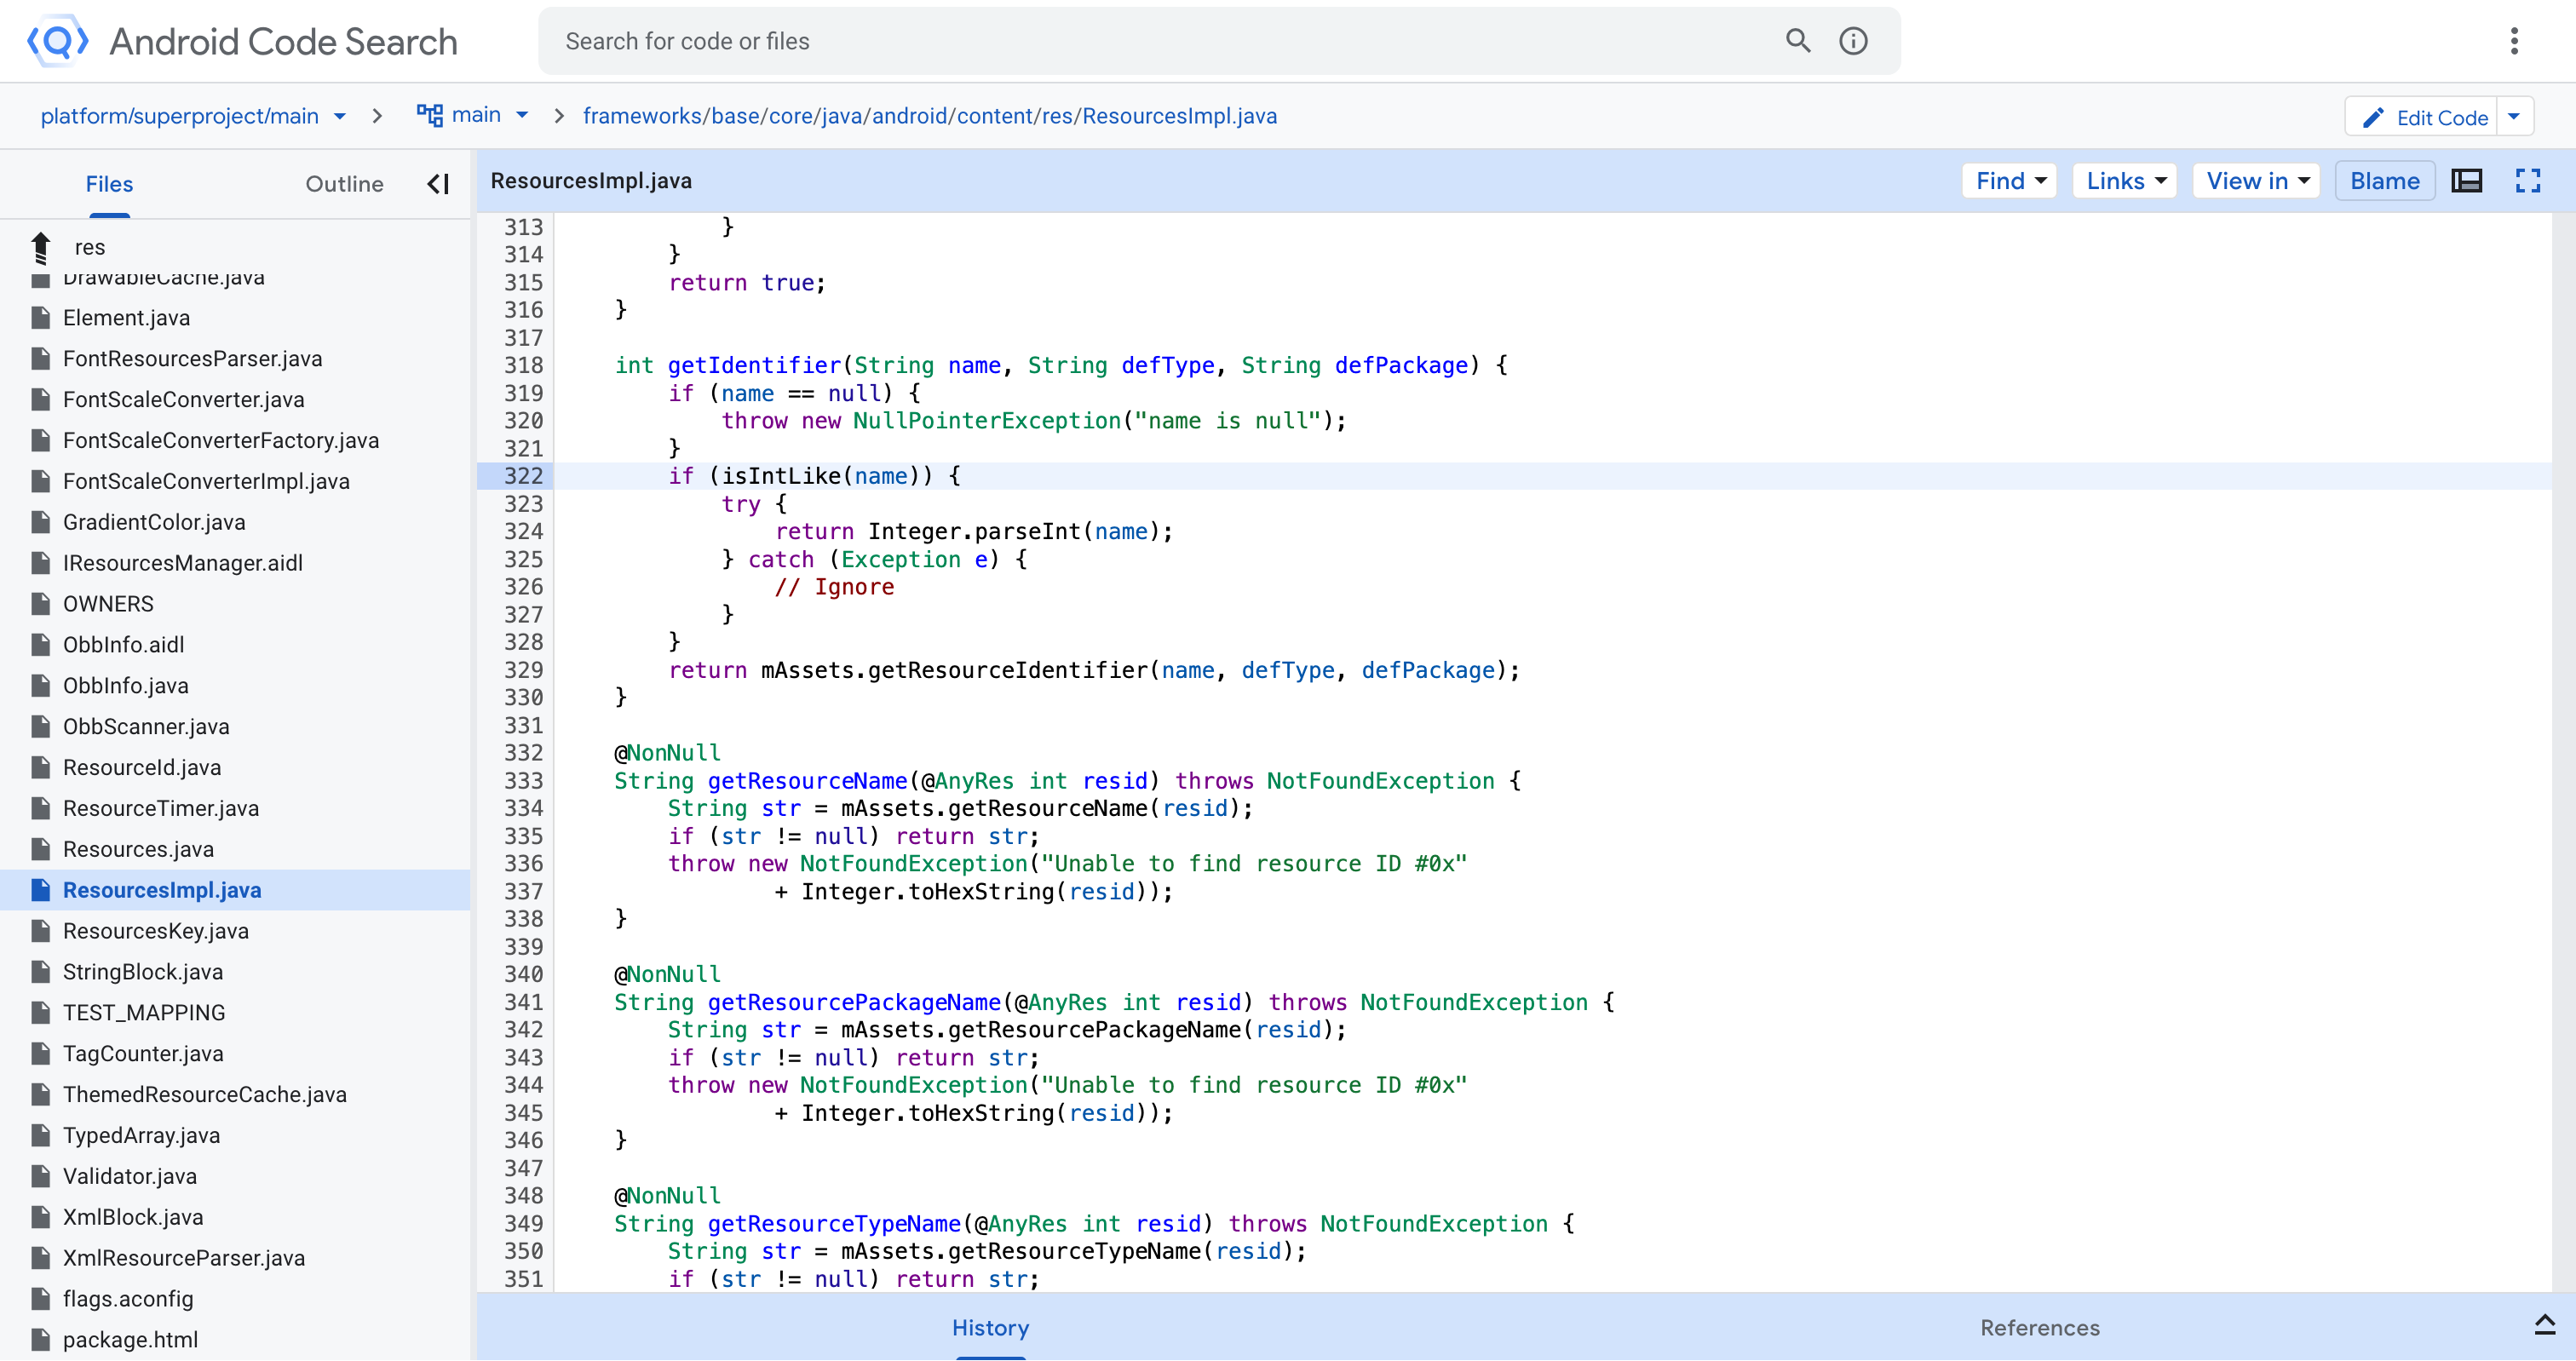 Android Code Search
Search for code or files
platform/superproject/main
main
frameworks/base/core/java/android/content/res/ResourcesImpl.java
Edit Code
Files
Outline
res
DrawableCache.java
Element.java
FontResourcesParser.java
FontScaleConverter.java
FontScaleConverterFactory.java
FontScaleConverterImpl.java
GradientColor.java
IResourcesManager.aidl
OWNERS
ObbInfo.aidl
ObbInfo.java
ObbScanner.java
ResourceId.java
ResourceTimer.java
Resources.java
ResourcesImpl.java
ResourcesKey.java
StringBlock.java
TEST_MAPPING
TagCounter.java
ThemedResourceCache.java
TypedArray.java
Validator.java
XmlBlock.java
XmlResourceParser.java
flags.aconfig
package.html
ResourcesImpl.java
Find
Links
View in
Blame
313             }
314         }
315         return true;
316     }
317
318     int getIdentifier(String name, String defType, String defPackage) {
319         if (name == null) {
320             throw new NullPointerException("name is null");
321         }
322         if (isIntLike(name)) {
323             try {
324                 return Integer.parseInt(name);
325             } catch (Exception e) {
326                 // Ignore
327             }
328         }
329         return mAssets.getResourceIdentifier(name, defType, defPackage);
330     }
331
332     @NonNull
333     String getResourceName(@AnyRes int resid) throws NotFoundException {
334         String str = mAssets.getResourceName(resid);
335         if (str != null) return str;
336         throw new NotFoundException("Unable to find resource ID #0x"
337                 + Integer.toHexString(resid));
338     }
339
340     @NonNull
341     String getResourcePackageName(@AnyRes int resid) throws NotFoundException {
342         String str = mAssets.getResourcePackageName(resid);
343         if (str != null) return str;
344         throw new NotFoundException("Unable to find resource ID #0x"
345                 + Integer.toHexString(resid));
346     }
347
348     @NonNull
349     String getResourceTypeName(@AnyRes int resid) throws NotFoundException {
350         String str = mAssets.getResourceTypeName(resid);
351         if (str != null) return str;
History
References